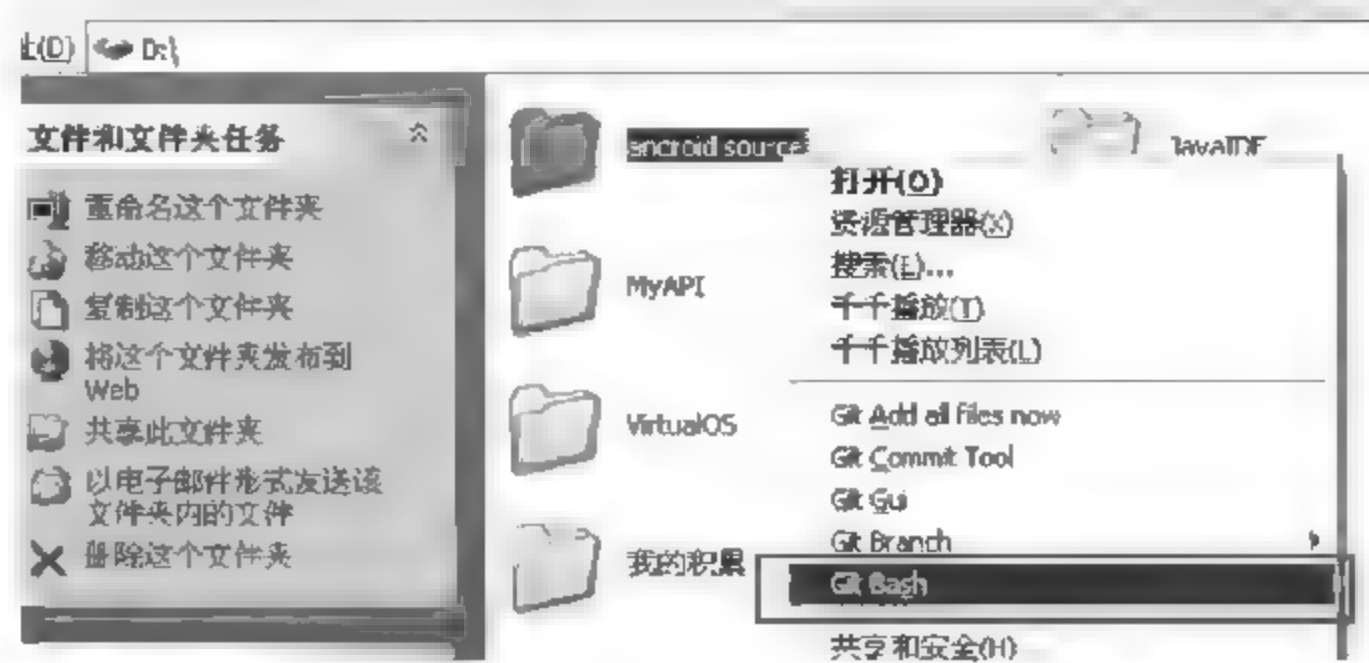 址(D) D:\
文件和文件夹任务
重命名这个文件夹
移动这个文件夹
复制这个文件夹
将这个文件夹发布到
Web
共享此文件夹
以电子邮件形式发送该
文件夹内的文件
删除这个文件夹
android source
JavaIDE
MyAPI
VirtualOS
我的积累
打开(O)
资源管理器(X)
搜索(E)...
千千播放(T)
千千播放列表(L)
Git Add all files now
Git Commit Tool
Git Gui
Git Branch
Git Bash
共享和安全(H)